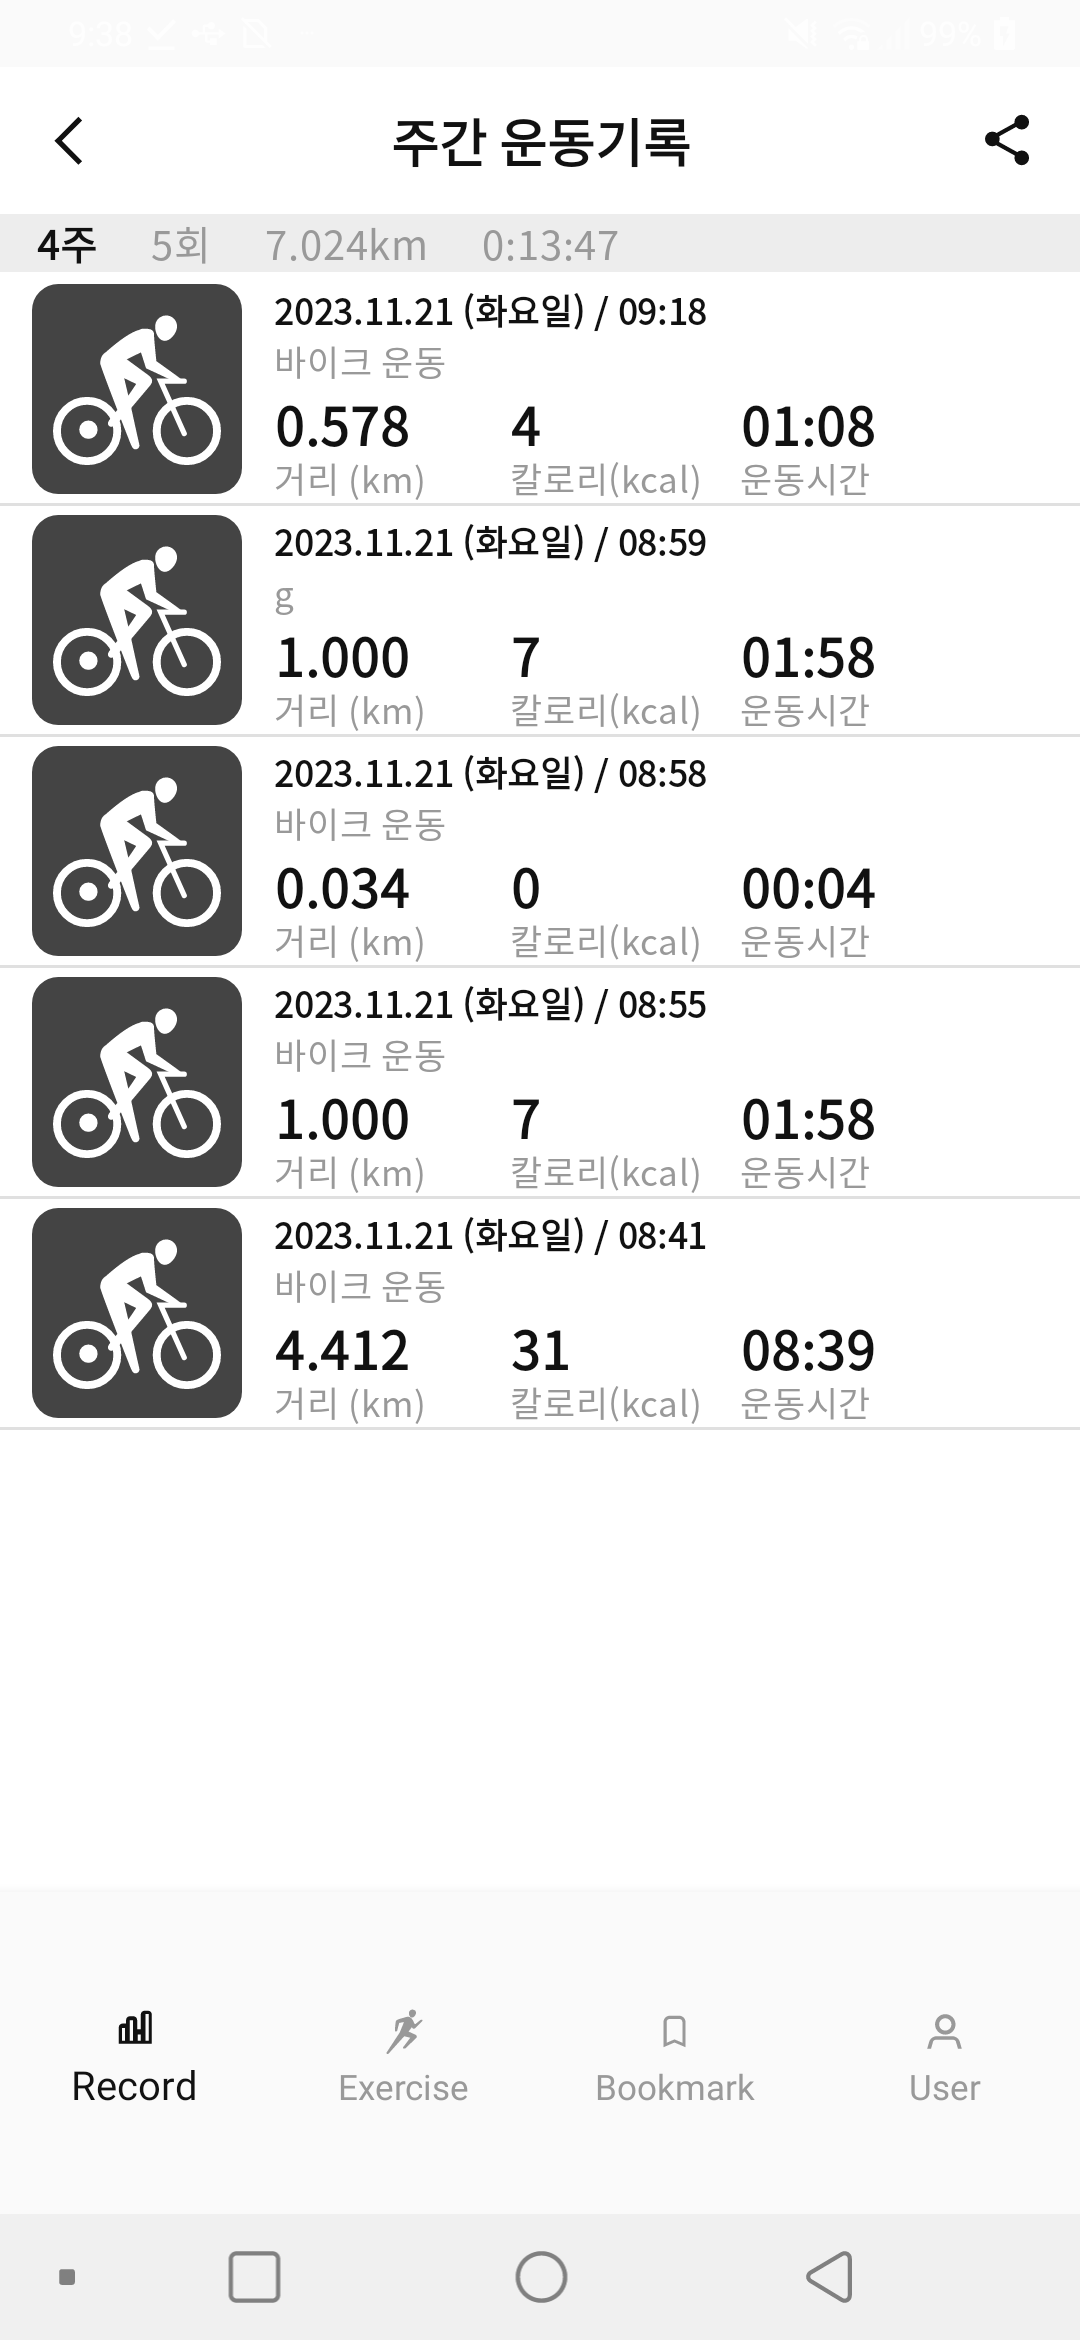 9:38 99%
주간 운동기록
4주 5회 7.024km 0:13:47
2023.11.21 (화요일) / 09:18
바이크 운동
0.578 4 01:08
거리 (km) 칼로리(kcal) 운동시간
2023.11.21 (화요일) / 08:59
g
1.000 7 01:58
거리 (km) 칼로리(kcal) 운동시간
2023.11.21 (화요일) / 08:58
바이크 운동
0.034 0 00:04
거리 (km) 칼로리(kcal) 운동시간
2023.11.21 (화요일) / 08:55
바이크 운동
1.000 7 01:58
거리 (km) 칼로리(kcal) 운동시간
2023.11.21 (화요일) / 08:41
바이크 운동
4.412 31 08:39
거리 (km) 칼로리(kcal) 운동시간
Record Exercise Bookmark User